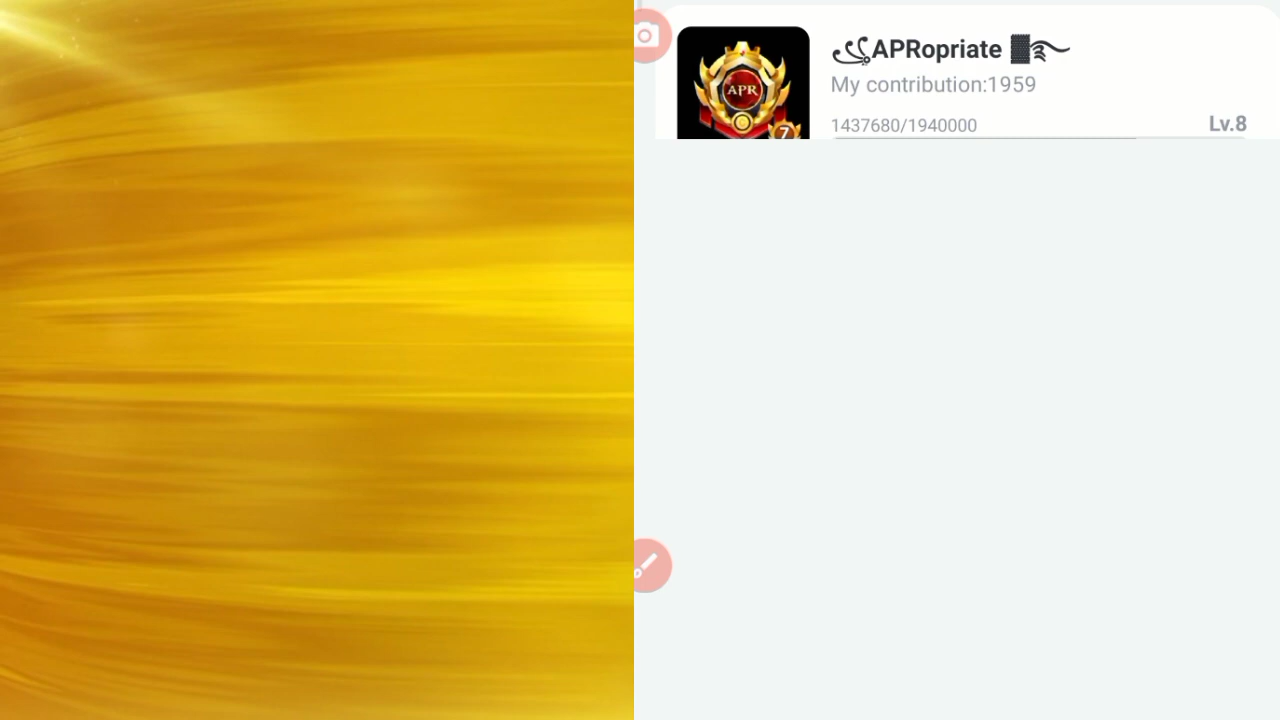 APR
7
꧁APRopriate ▓࿐
My contribution:1959
1437680/1940000
Lv.8